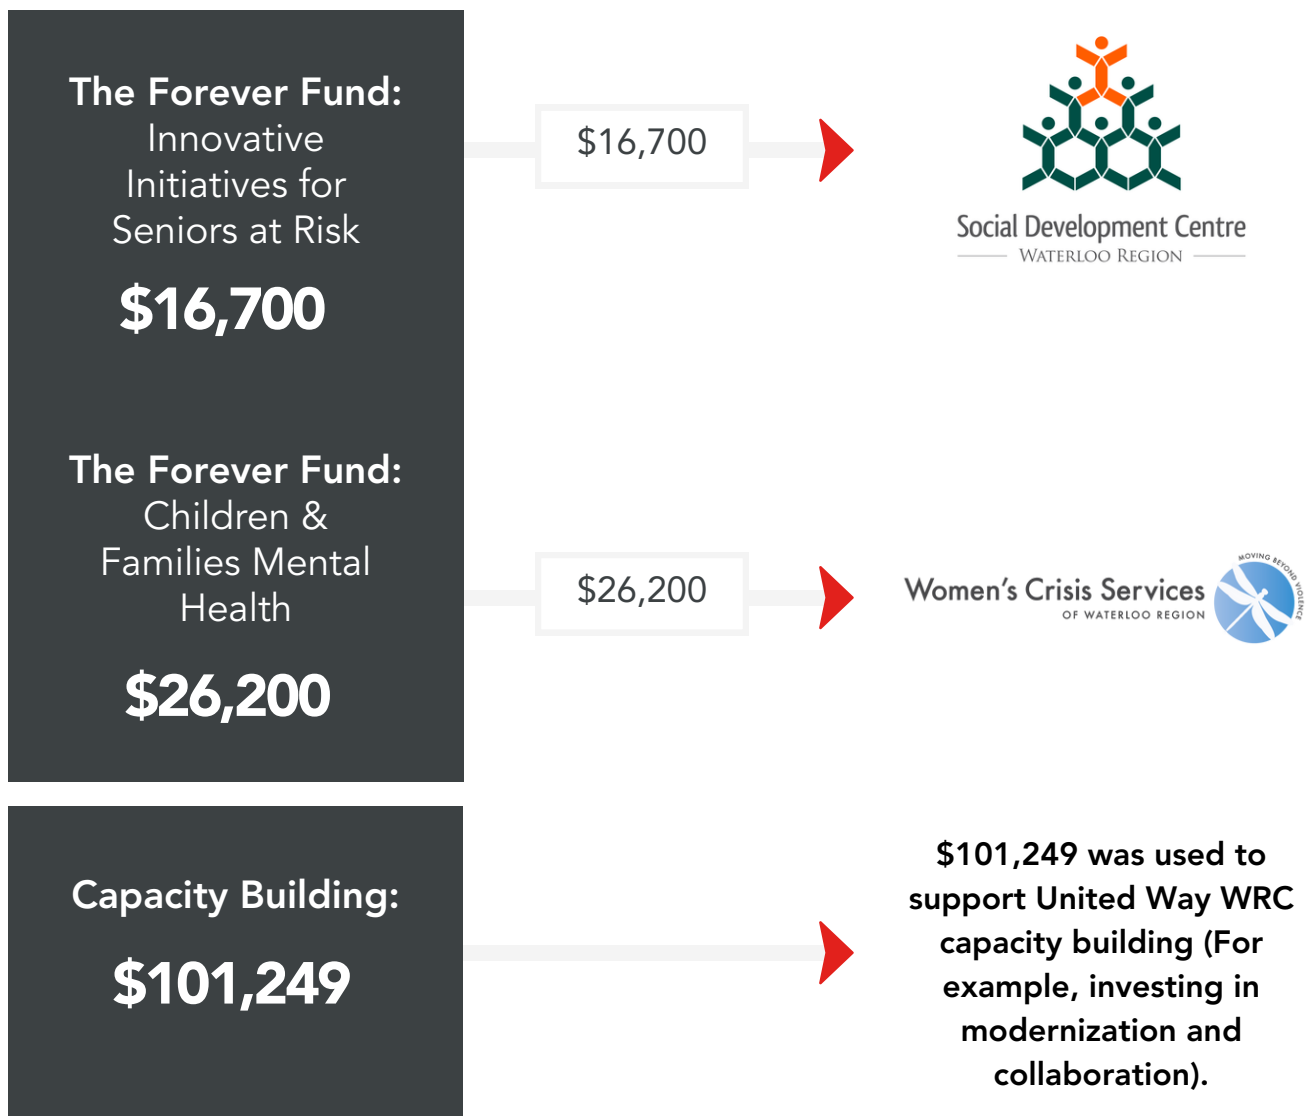 The Forever Fund:
Innovative
Initiatives for
Seniors at Risk
$16,700
$16,700
Social Development Centre
WATERLOO REGION
The Forever Fund:
Children &
Families Mental
Health
$26,200
$26,200
Women's Crisis Services
OF WATERLOO REGION
MOVING BEYOND VIOLENCE
Capacity Building:
$101,249
$101,249 was used to
support United Way WRC
capacity building (For
example, investing in
modernization and
collaboration).